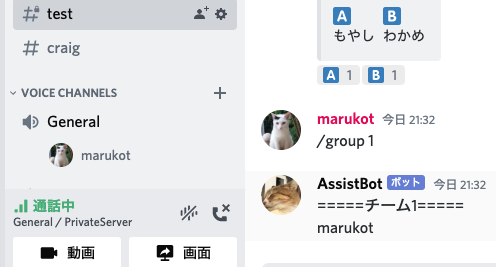 test
craig
VOICE CHANNELS
General
marukot
通話中
General / PrivateServer
動画 画面
A B
もやし わかめ
A 1 B 1
marukot 今日 21:32
/group 1
AssistBot ボット 今日 21:32
=====チーム1=====
marukot